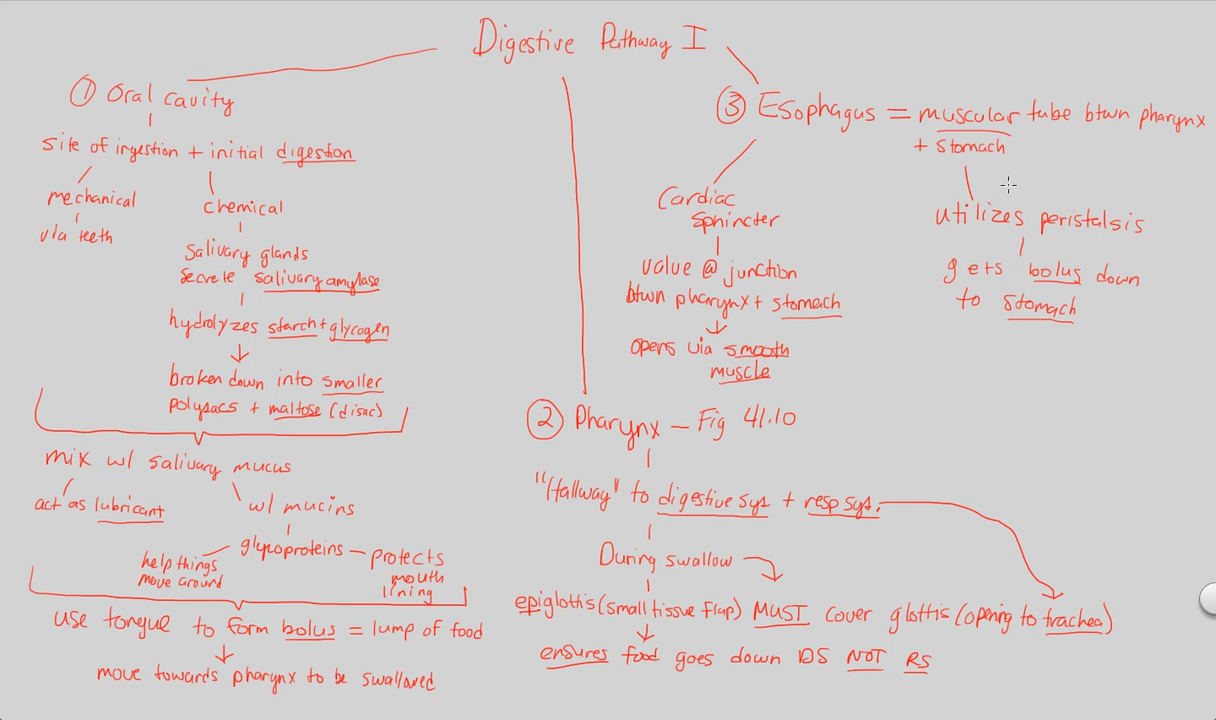 Digestive Pathway I
① Oral cavity
site of ingestion + initial digestion
mechanical
via teeth
chemical
salivary glands
secrete salivary amylase
hydrolyzes starch + glycogen
broken down into smaller
polysacs + maltose (disac)
mix w/ salivary mucus
act as lubricant
w/ mucins
glycoproteins — protects
mouth
lining
help things
move around
use tongue to form bolus = lump of food
move towards pharynx to be swallowed
② Pharynx — Fig 41.10
"Hallway" to digestive sys + resp sys.
During swallow
epiglottis (small tissue flap) MUST cover glottis (opening to trachea)
ensures food goes down DS NOT RS
③ Esophagus = muscular tube btwn pharynx
+ stomach
Cardiac
sphincter
value @ junction
btwn pharynx + stomach
opens via smooth
muscle
utilizes peristalsis
gets bolus down
to stomach